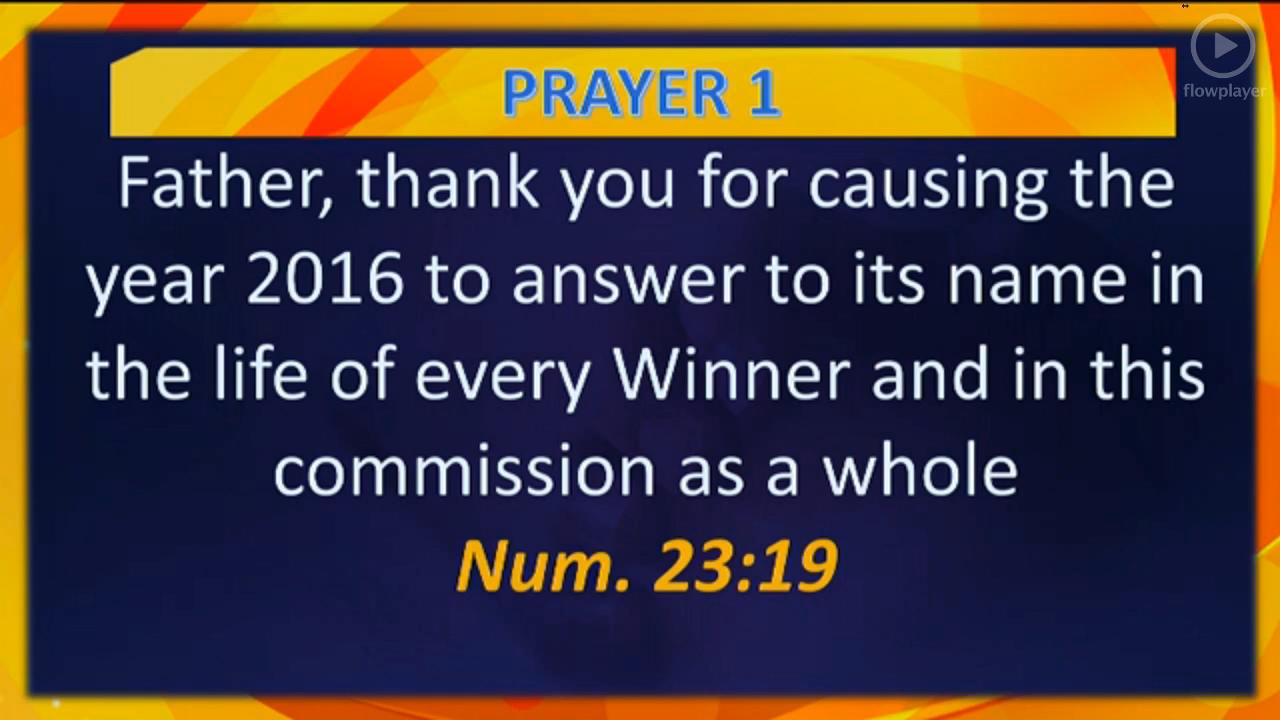 flowplayer
PRAYER 1
Father, thank you for causing the
year 2016 to answer to its name in
the life of every Winner and in this
commission as a whole
Num. 23:19